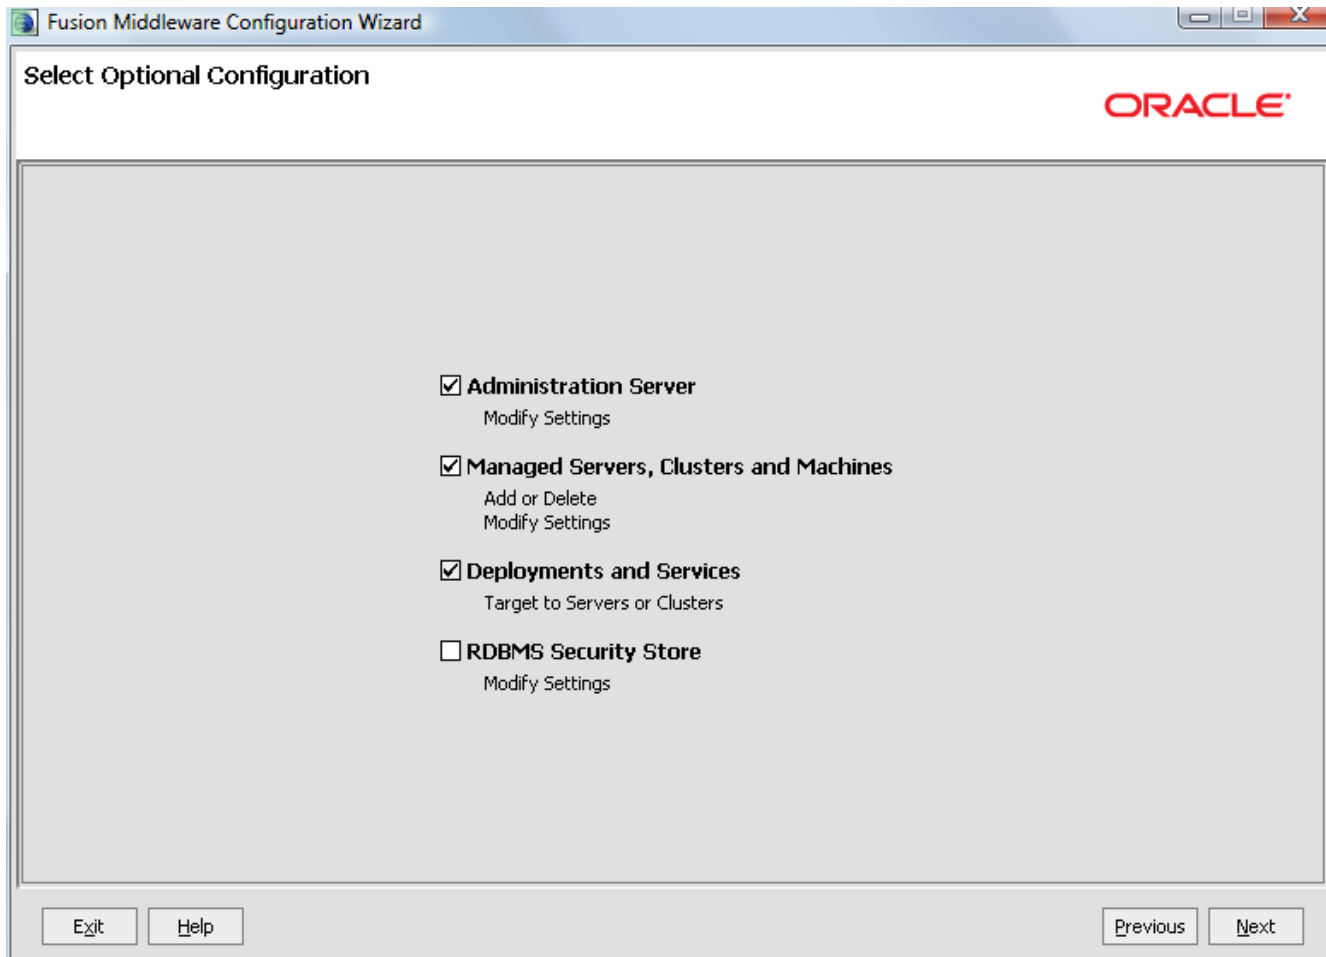 Fusion Middleware Configuration Wizard
Select Optional Configuration
ORACLE
Administration Server
Modify Settings
Managed Servers, Clusters and Machines
Add or Delete
Modify Settings
Deployments and Services
Target to Servers or Clusters
RDBMS Security Store
Modify Settings
Exit Help Previous Next